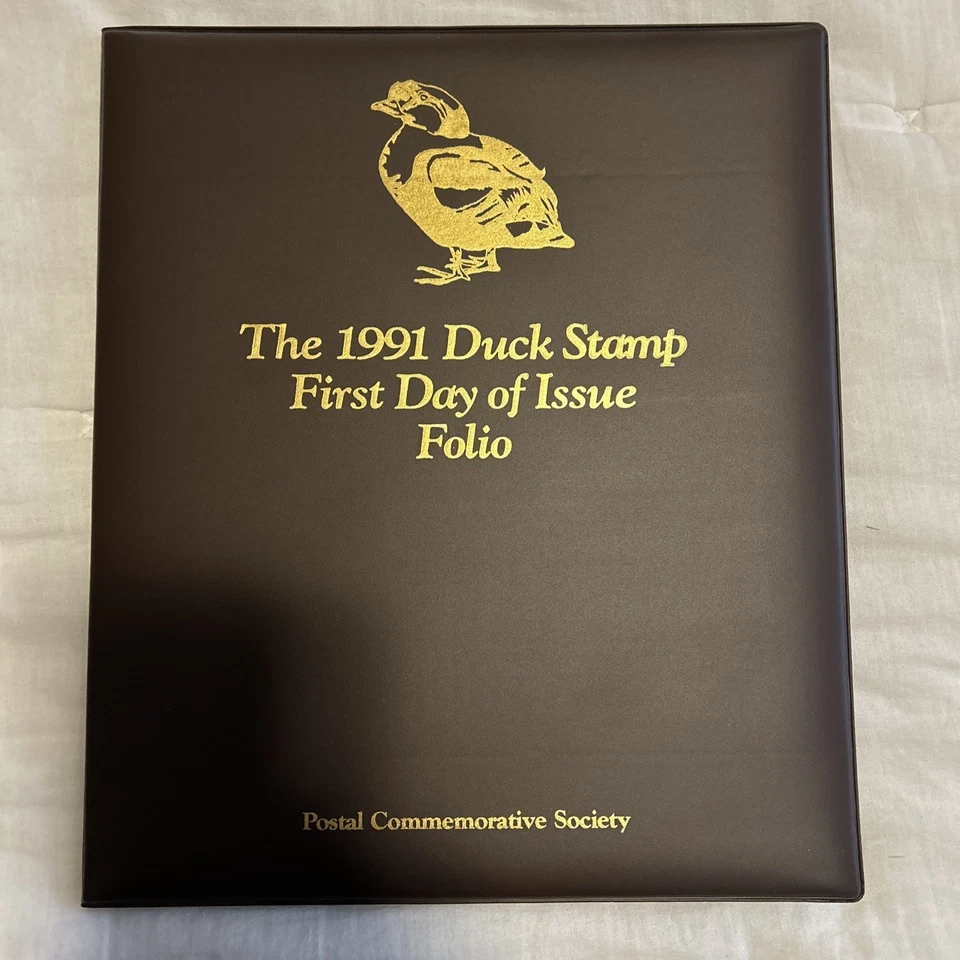 The 1991 Duck Stamp
First Day of Issue
Folio
Postal Commemorative Society